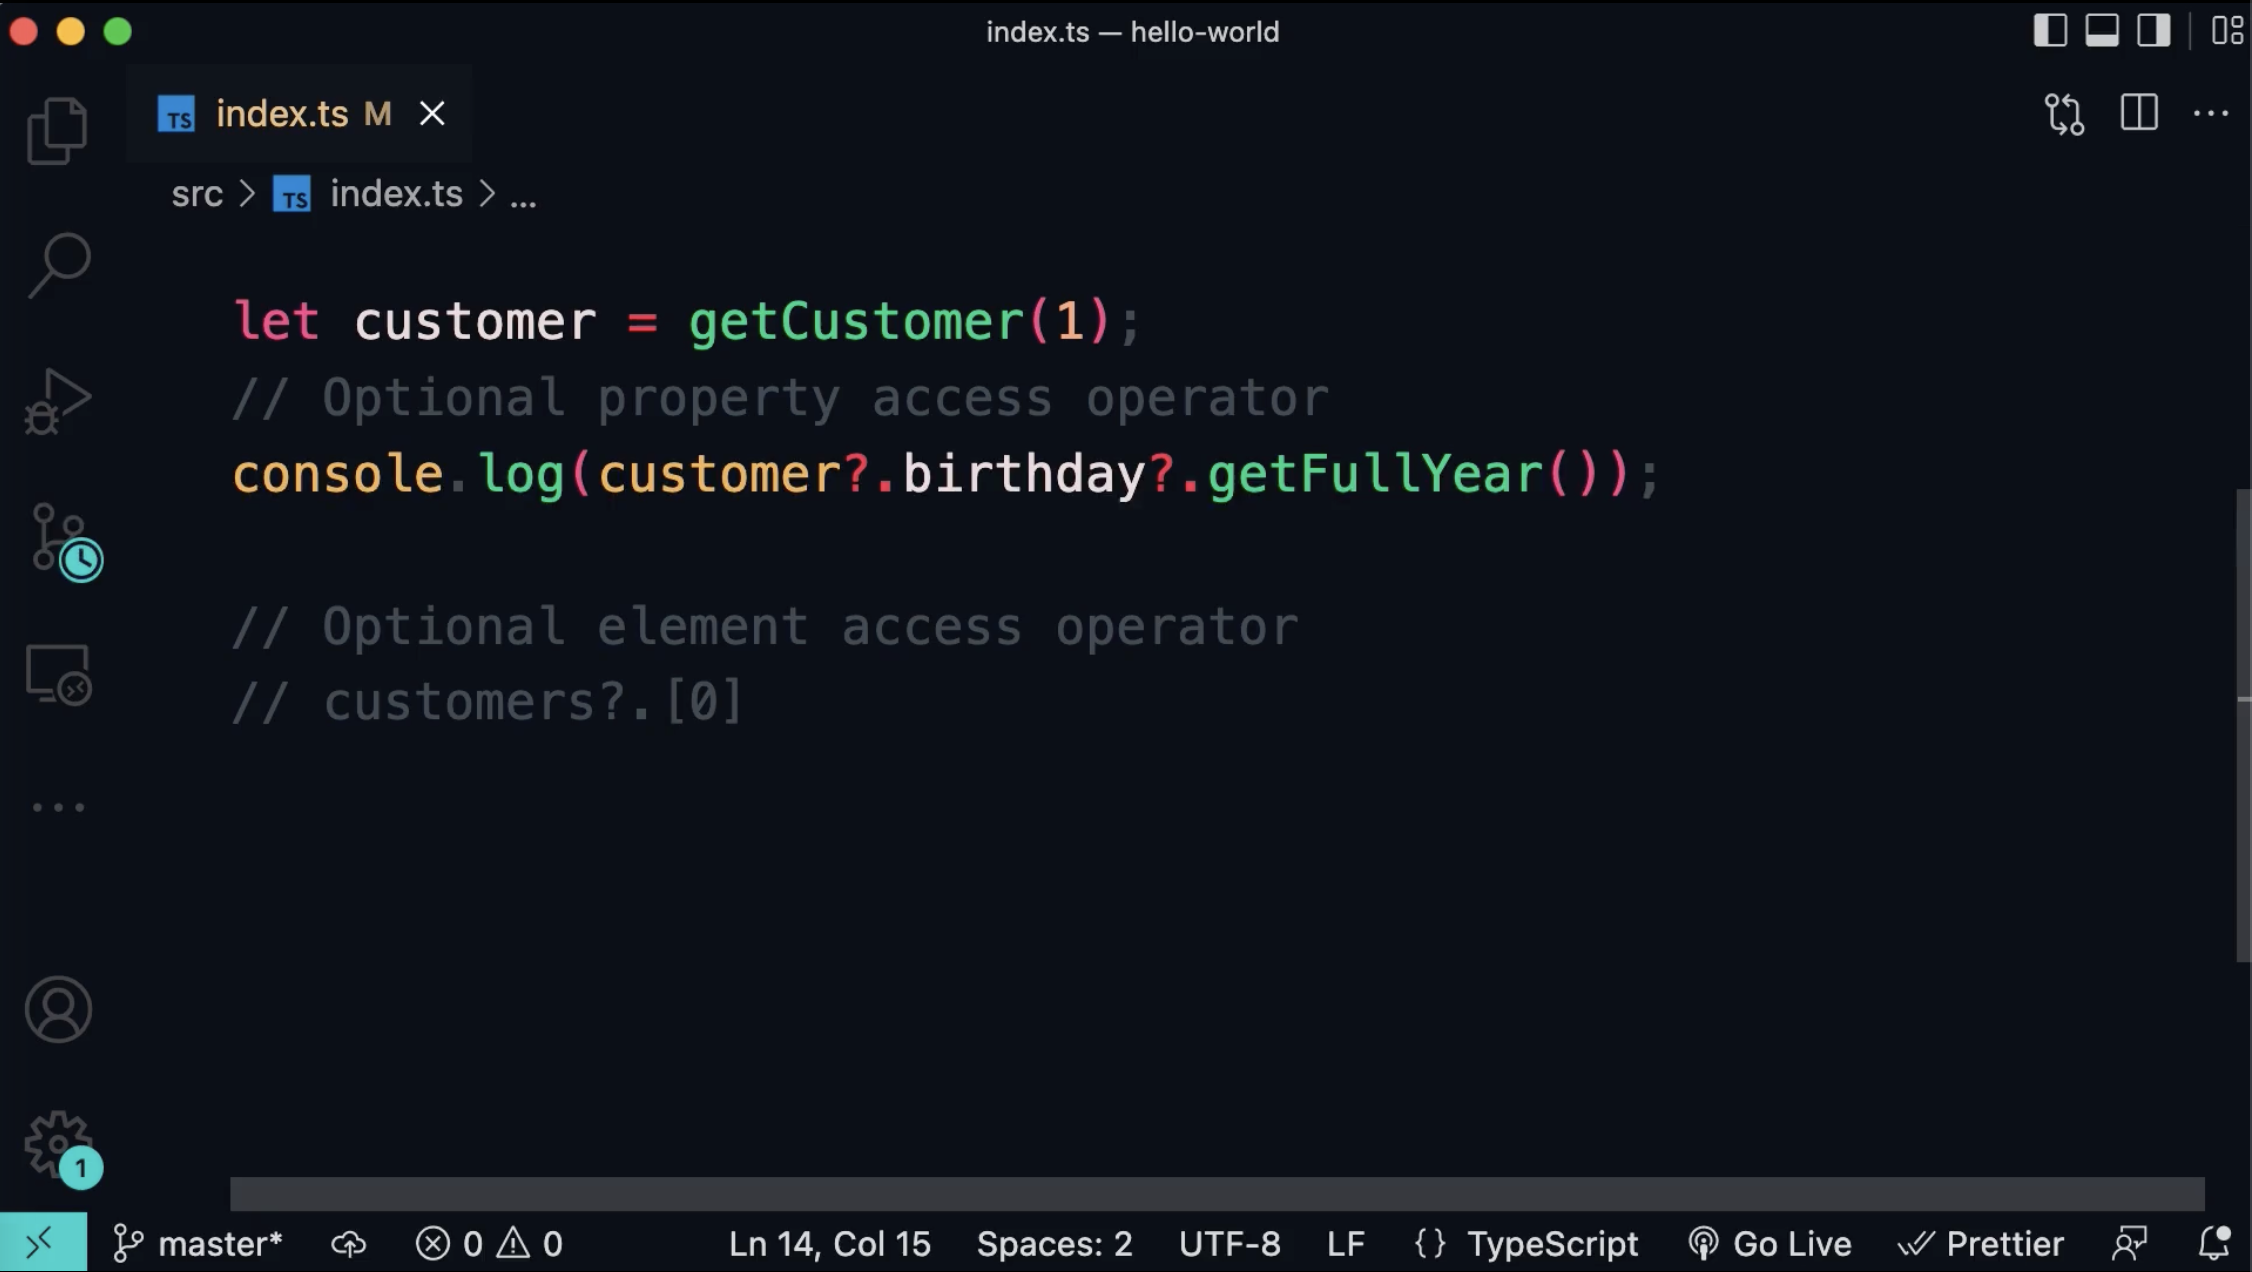 index.ts — hello-world
TS index.ts M
src > TS index.ts > ...
let customer = getCustomer(1);
// Optional property access operator
console.log(customer?.birthday?.getFullYear());
// Optional element access operator
// customers?.[0]
1
master* 0 0 Ln 14, Col 15 Spaces: 2 UTF-8 LF {} TypeScript Go Live Prettier